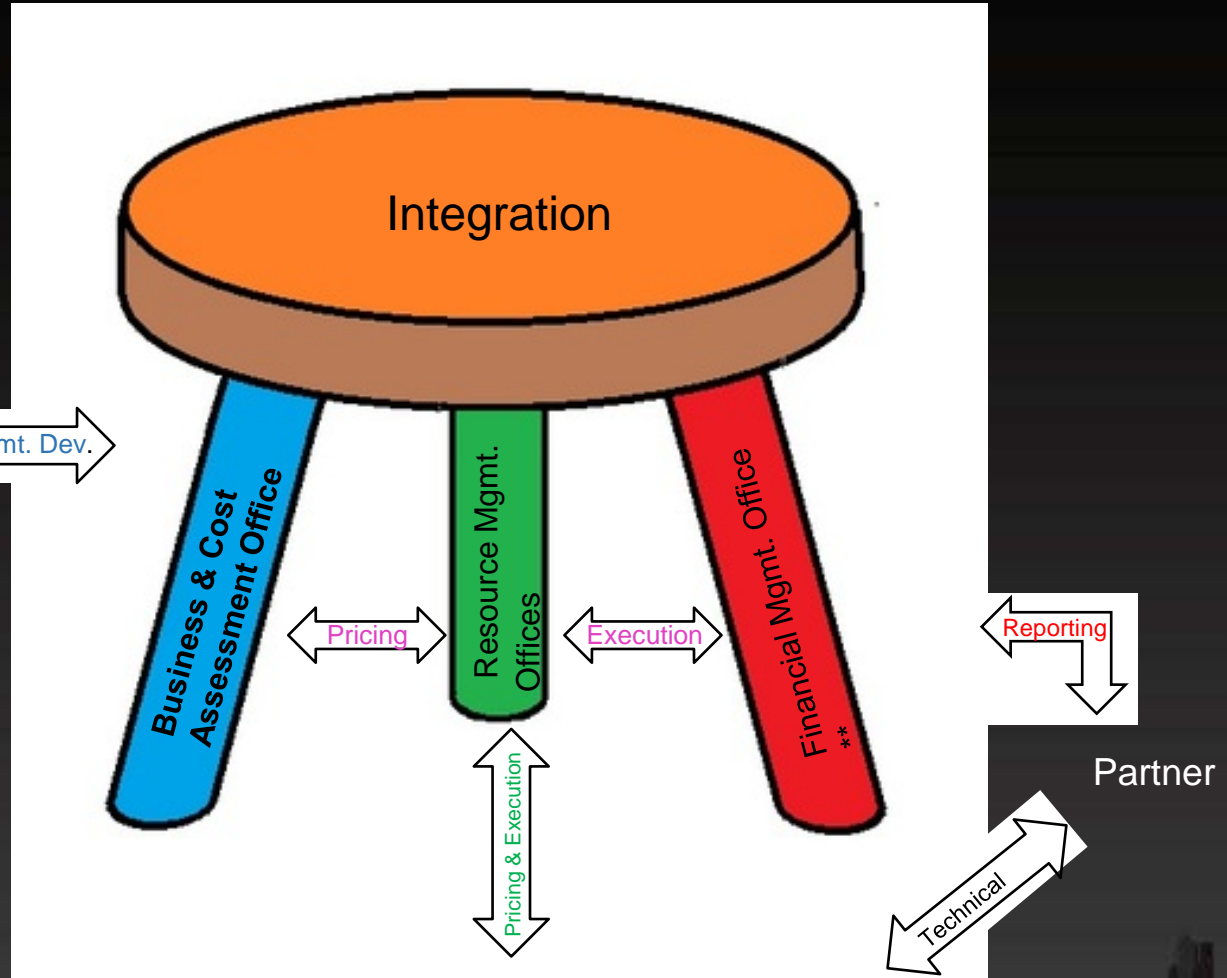 Integration
mt. Dev.
Business & Cost
Assessment Office
Resource Mgmt.
Offices
Financial Mgmt. Office
**
Pricing
Execution
Reporting
Partner
Pricing & Execution
Technical